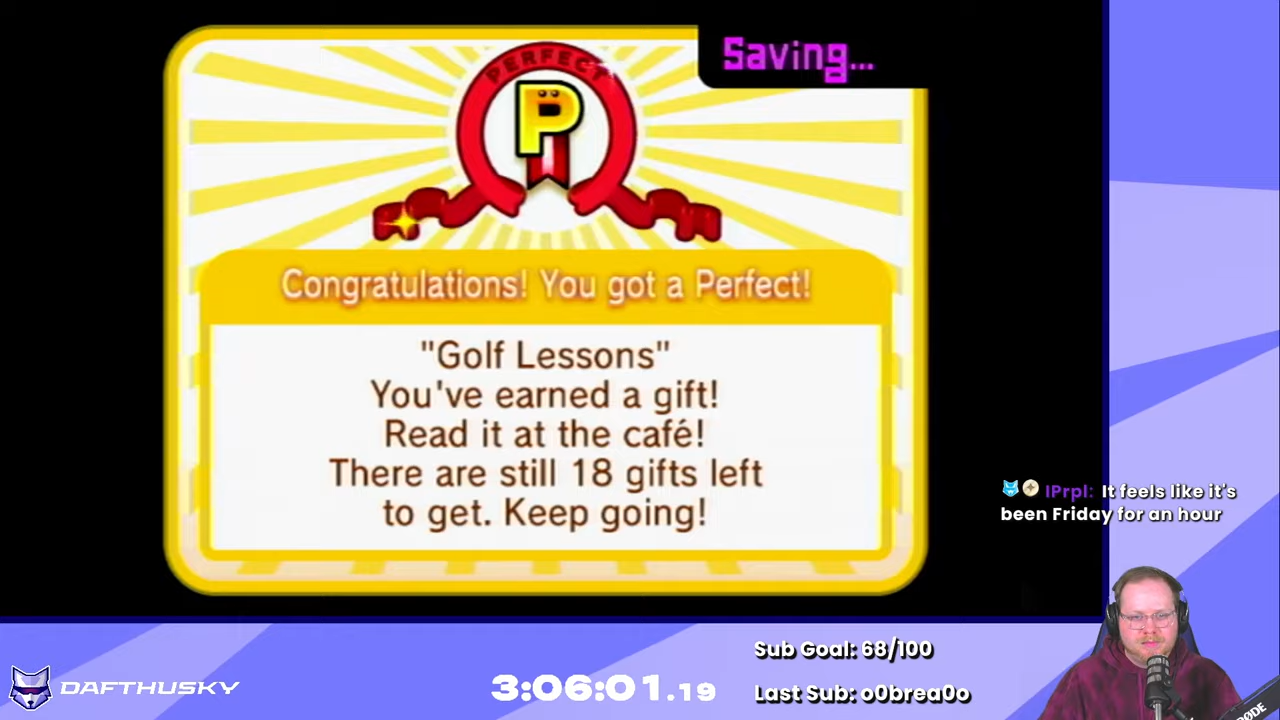 Saving...
PERFECT
P
Congratulations! You got a Perfect!
"Golf Lessons"
You've earned a gift!
Read it at the café!
There are still 18 gifts left
to get. Keep going!
IPrpl: It feels like it's
been Friday for an hour
Sub Goal: 68/100
DAFTHUSKY
3:06:01.19
Last Sub: o0brea0o